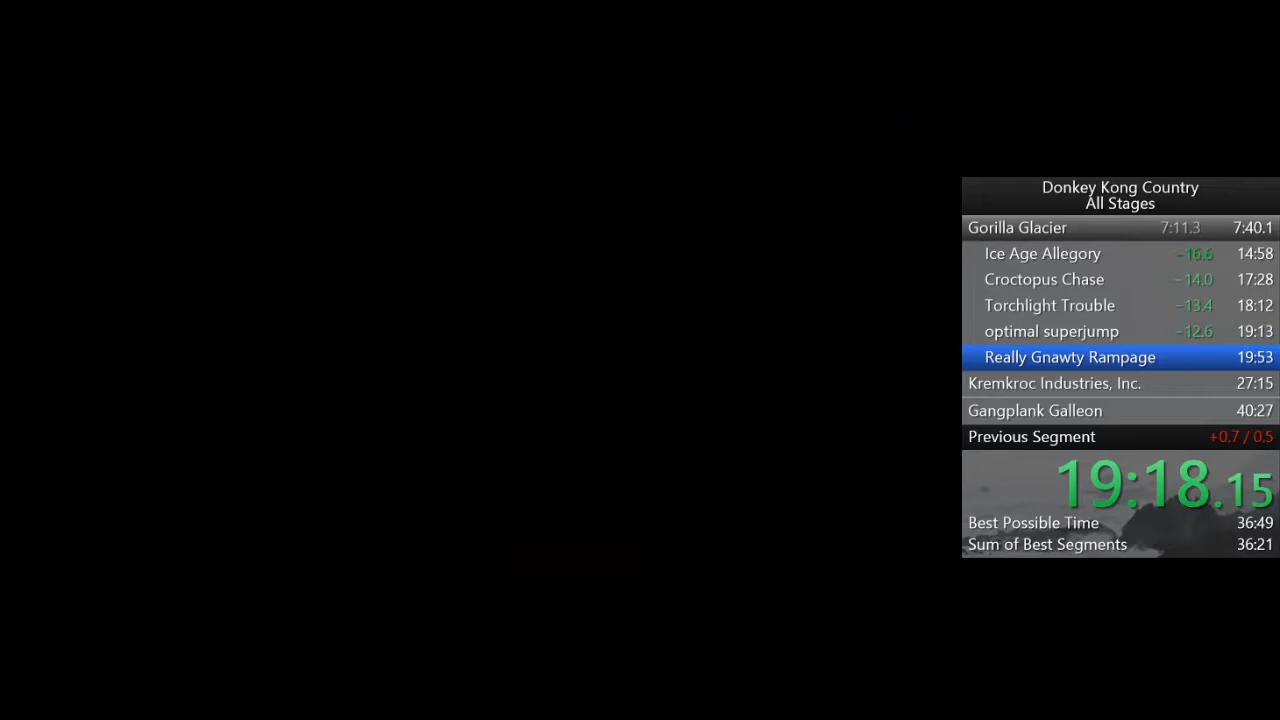 Donkey Kong Country
All Stages
Gorilla Glacier 7:11.3 7:40.1
Ice Age Allegory −16.6 14:58
Croctopus Chase −14.0 17:28
Torchlight Trouble −13.4 18:12
optimal superjump −12.6 19:13
Really Gnawty Rampage 19:53
Kremkroc Industries, Inc. 27:15
Gangplank Galleon 40:27
Previous Segment +0.7 / 0.5
19:18.15
Best Possible Time 36:49
Sum of Best Segments 36:21